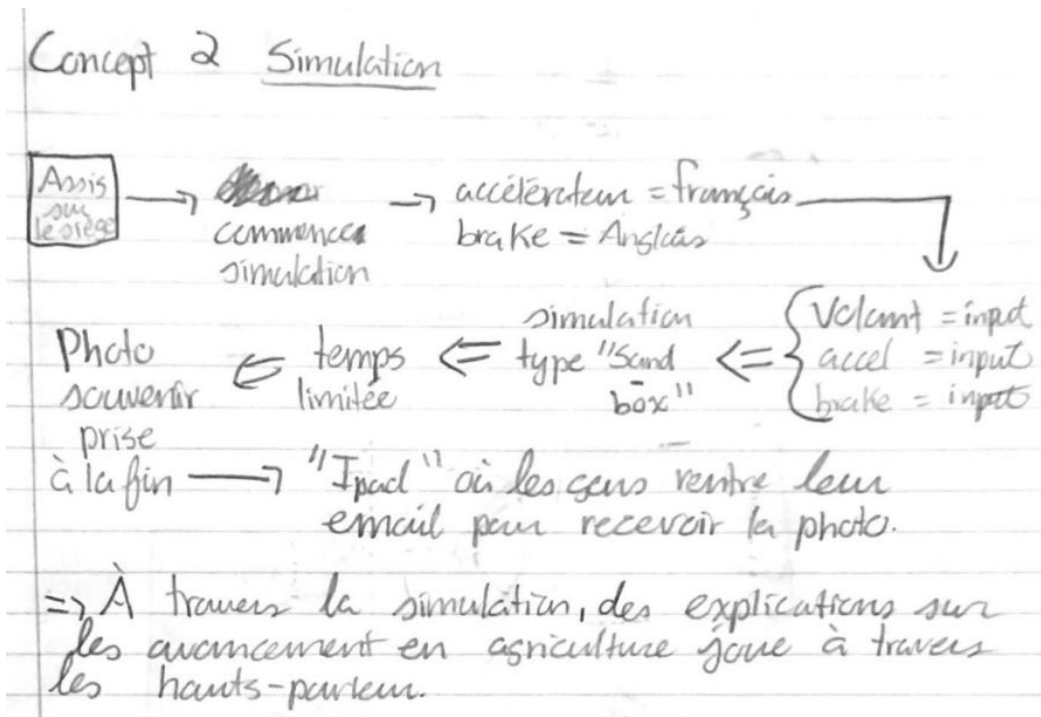 Concept 2 Simulation
Assis
sur
le siège
→ commencer
simulation
→ accélérateur = français
brake = Anglais
Volant = input
accel = input
brake = input
<= simulation
type "Sand
box"
<= temps
limitée
<= Photo
souvenir
prise
à la fin → "Ipad" où les gens rentre leur
email pour recevoir la photo.
=> À travers la simulation, des explications sur
les avancement en agriculture joue à travers
les hauts-parleur.